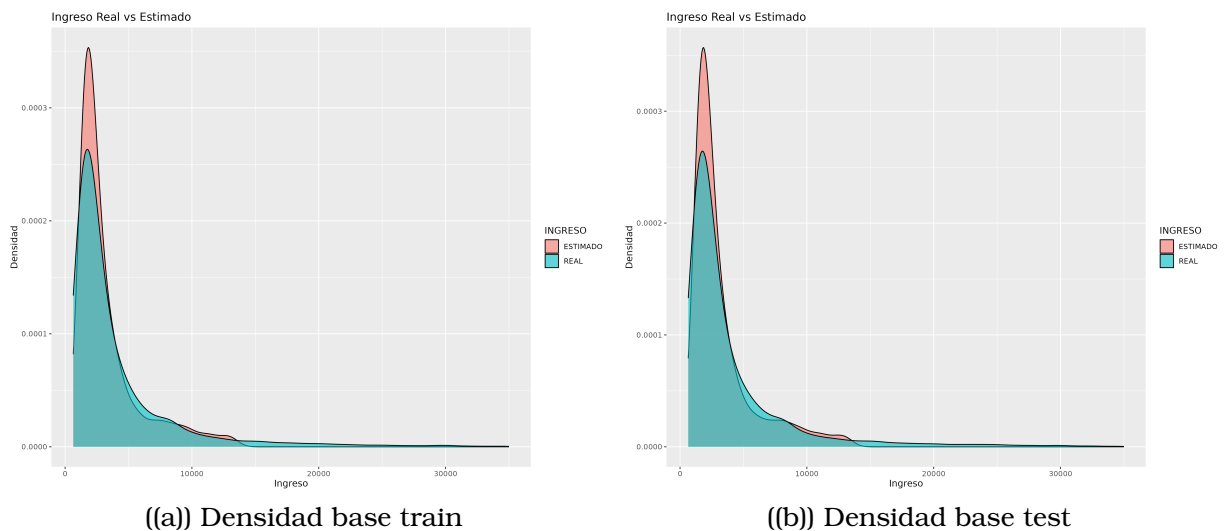 Ingreso Real vs Estimado
0.0003
0.0002
0.0001
0.0000
Densidad
0
10000
20000
30000
Ingreso
INGRESO
ESTIMADO
REAL
((a)) Densidad base train
Ingreso Real vs Estimado
0.0003
0.0002
0.0001
0.0000
Densidad
0
10000
20000
30000
Ingreso
INGRESO
ESTIMADO
REAL
((b)) Densidad base test